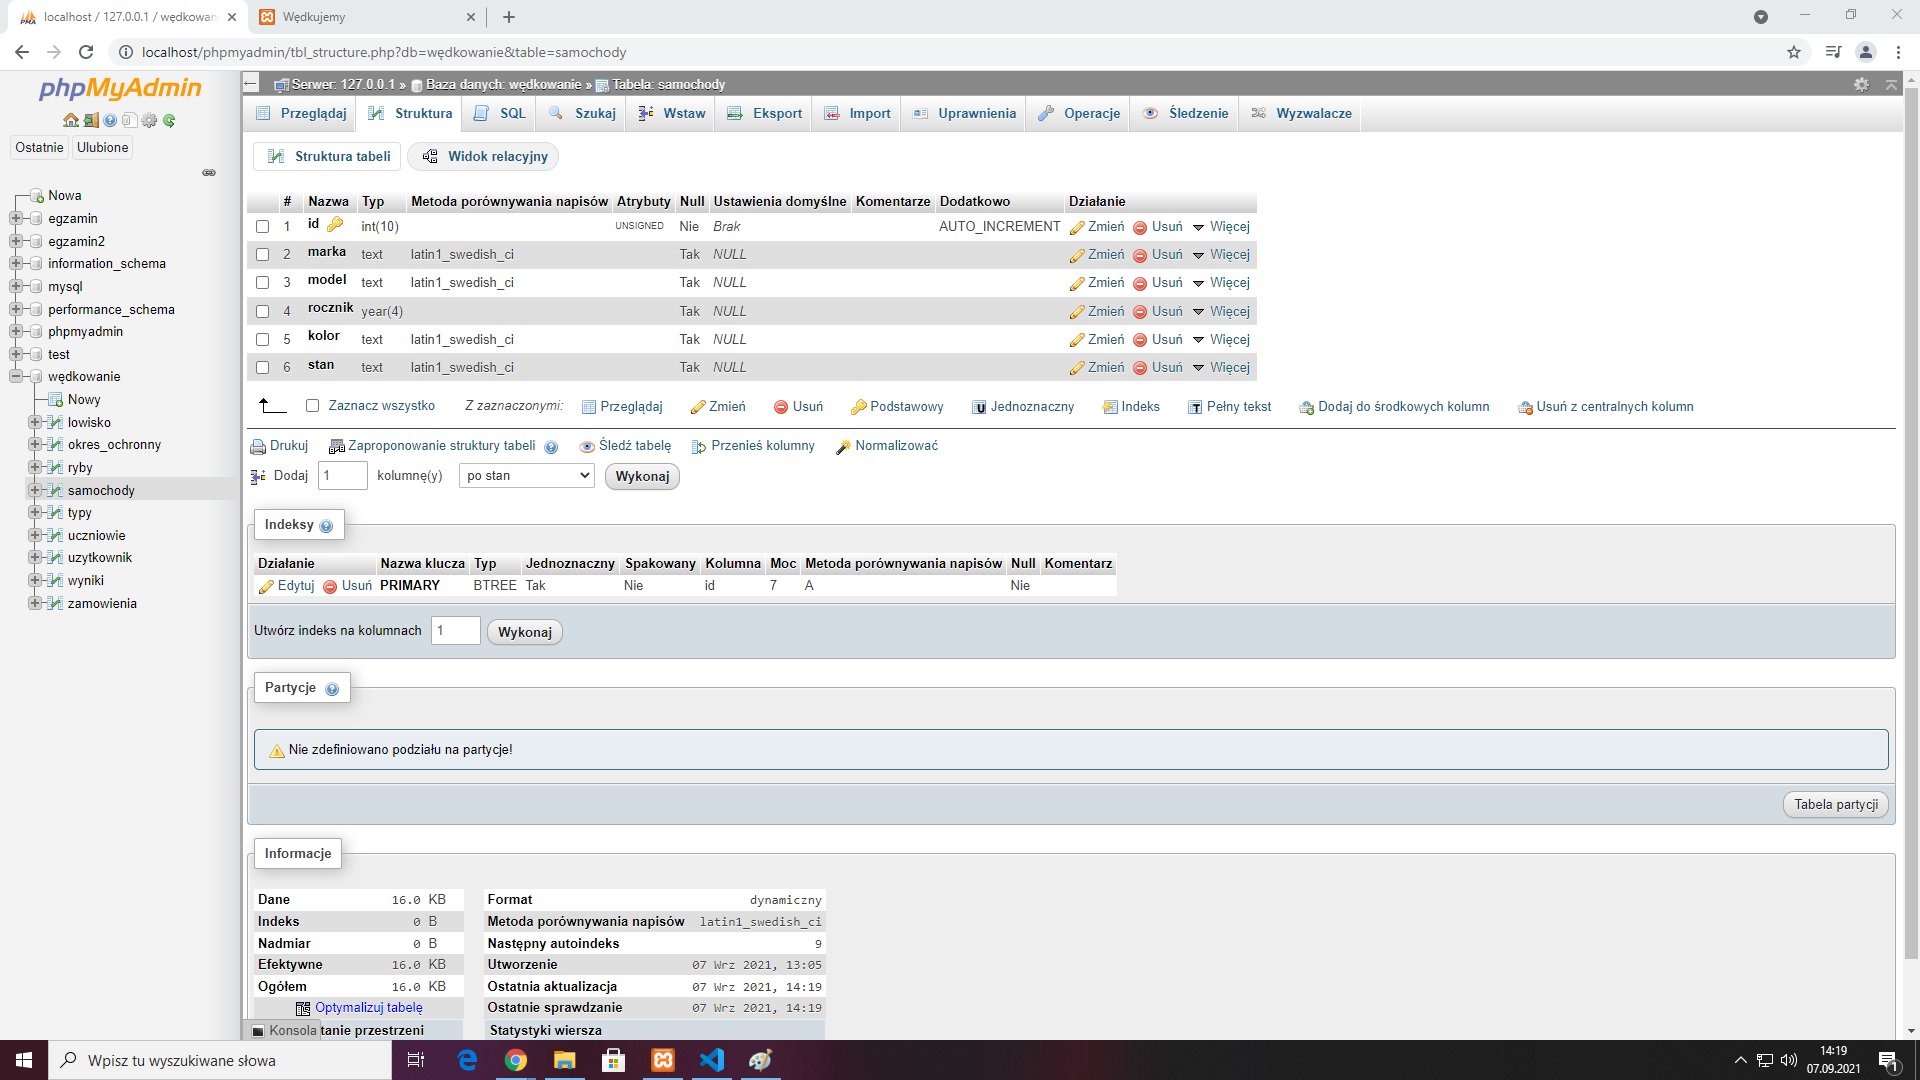 localhost / 127.0.0.1 / wędkowan
Wędkujemy
localhost/phpmyadmin/tbl_structure.php?db=wędkowanie&table=samochody
phpMyAdmin
Ostatnie Ulubione
Nowa
egzamin
egzamin2
information_schema
mysql
performance_schema
phpmyadmin
test
wędkowanie
Nowy
lowisko
okres_ochronny
ryby
samochody
typy
uczniowie
uzytkownik
wyniki
zamowienia
Serwer: 127.0.0.1 » Baza danych: wędkowanie » Tabela: samochody
Przeglądaj Struktura SQL Szukaj Wstaw Eksport Import Uprawnienia Operacje Śledzenie Wyzwalacze
Struktura tabeli Widok relacyjny
# Nazwa Typ Metoda porównywania napisów Atrybuty Null Ustawienia domyślne Komentarze Dodatkowo Działanie
1 id int(10) UNSIGNED Nie Brak AUTO_INCREMENT Zmień Usuń Więcej
2 marka text latin1_swedish_ci Tak NULL Zmień Usuń Więcej
3 model text latin1_swedish_ci Tak NULL Zmień Usuń Więcej
4 rocznik year(4) Tak NULL Zmień Usuń Więcej
5 kolor text latin1_swedish_ci Tak NULL Zmień Usuń Więcej
6 stan text latin1_swedish_ci Tak NULL Zmień Usuń Więcej
Zaznacz wszystko Z zaznaczonymi: Przeglądaj Zmień Usuń Podstawowy Jednoznaczny Indeks Pełny tekst Dodaj do środkowych kolumn Usuń z centralnych kolumn
Drukuj Zaproponowanie struktury tabeli Śledź tabelę Przenieś kolumny Normalizować
Dodaj 1 kolumnę(y) po stan Wykonaj
Indeksy
Działanie Nazwa klucza Typ Jednoznaczny Spakowany Kolumna Moc Metoda porównywania napisów Null Komentarz
Edytuj Usuń PRIMARY BTREE Tak Nie id 7 A Nie
Utwórz indeks na kolumnach 1 Wykonaj
Partycje
Nie zdefiniowano podziału na partycje!
Tabela partycji
Informacje
Dane 16.0 KB
Indeks 0 B
Nadmiar 0 B
Efektywne 16.0 KB
Ogółem 16.0 KB
Optymalizuj tabelę
tanie przestrzeni
Format dynamiczny
Metoda porównywania napisów latin1_swedish_ci
Następny autoindeks 9
Utworzenie 07 Wrz 2021, 13:05
Ostatnia aktualizacja 07 Wrz 2021, 14:19
Ostatnie sprawdzanie 07 Wrz 2021, 14:19
Statystyki wiersza
Konsola
Wpisz tu wyszukiwane słowa
14:19
07.09.2021
1